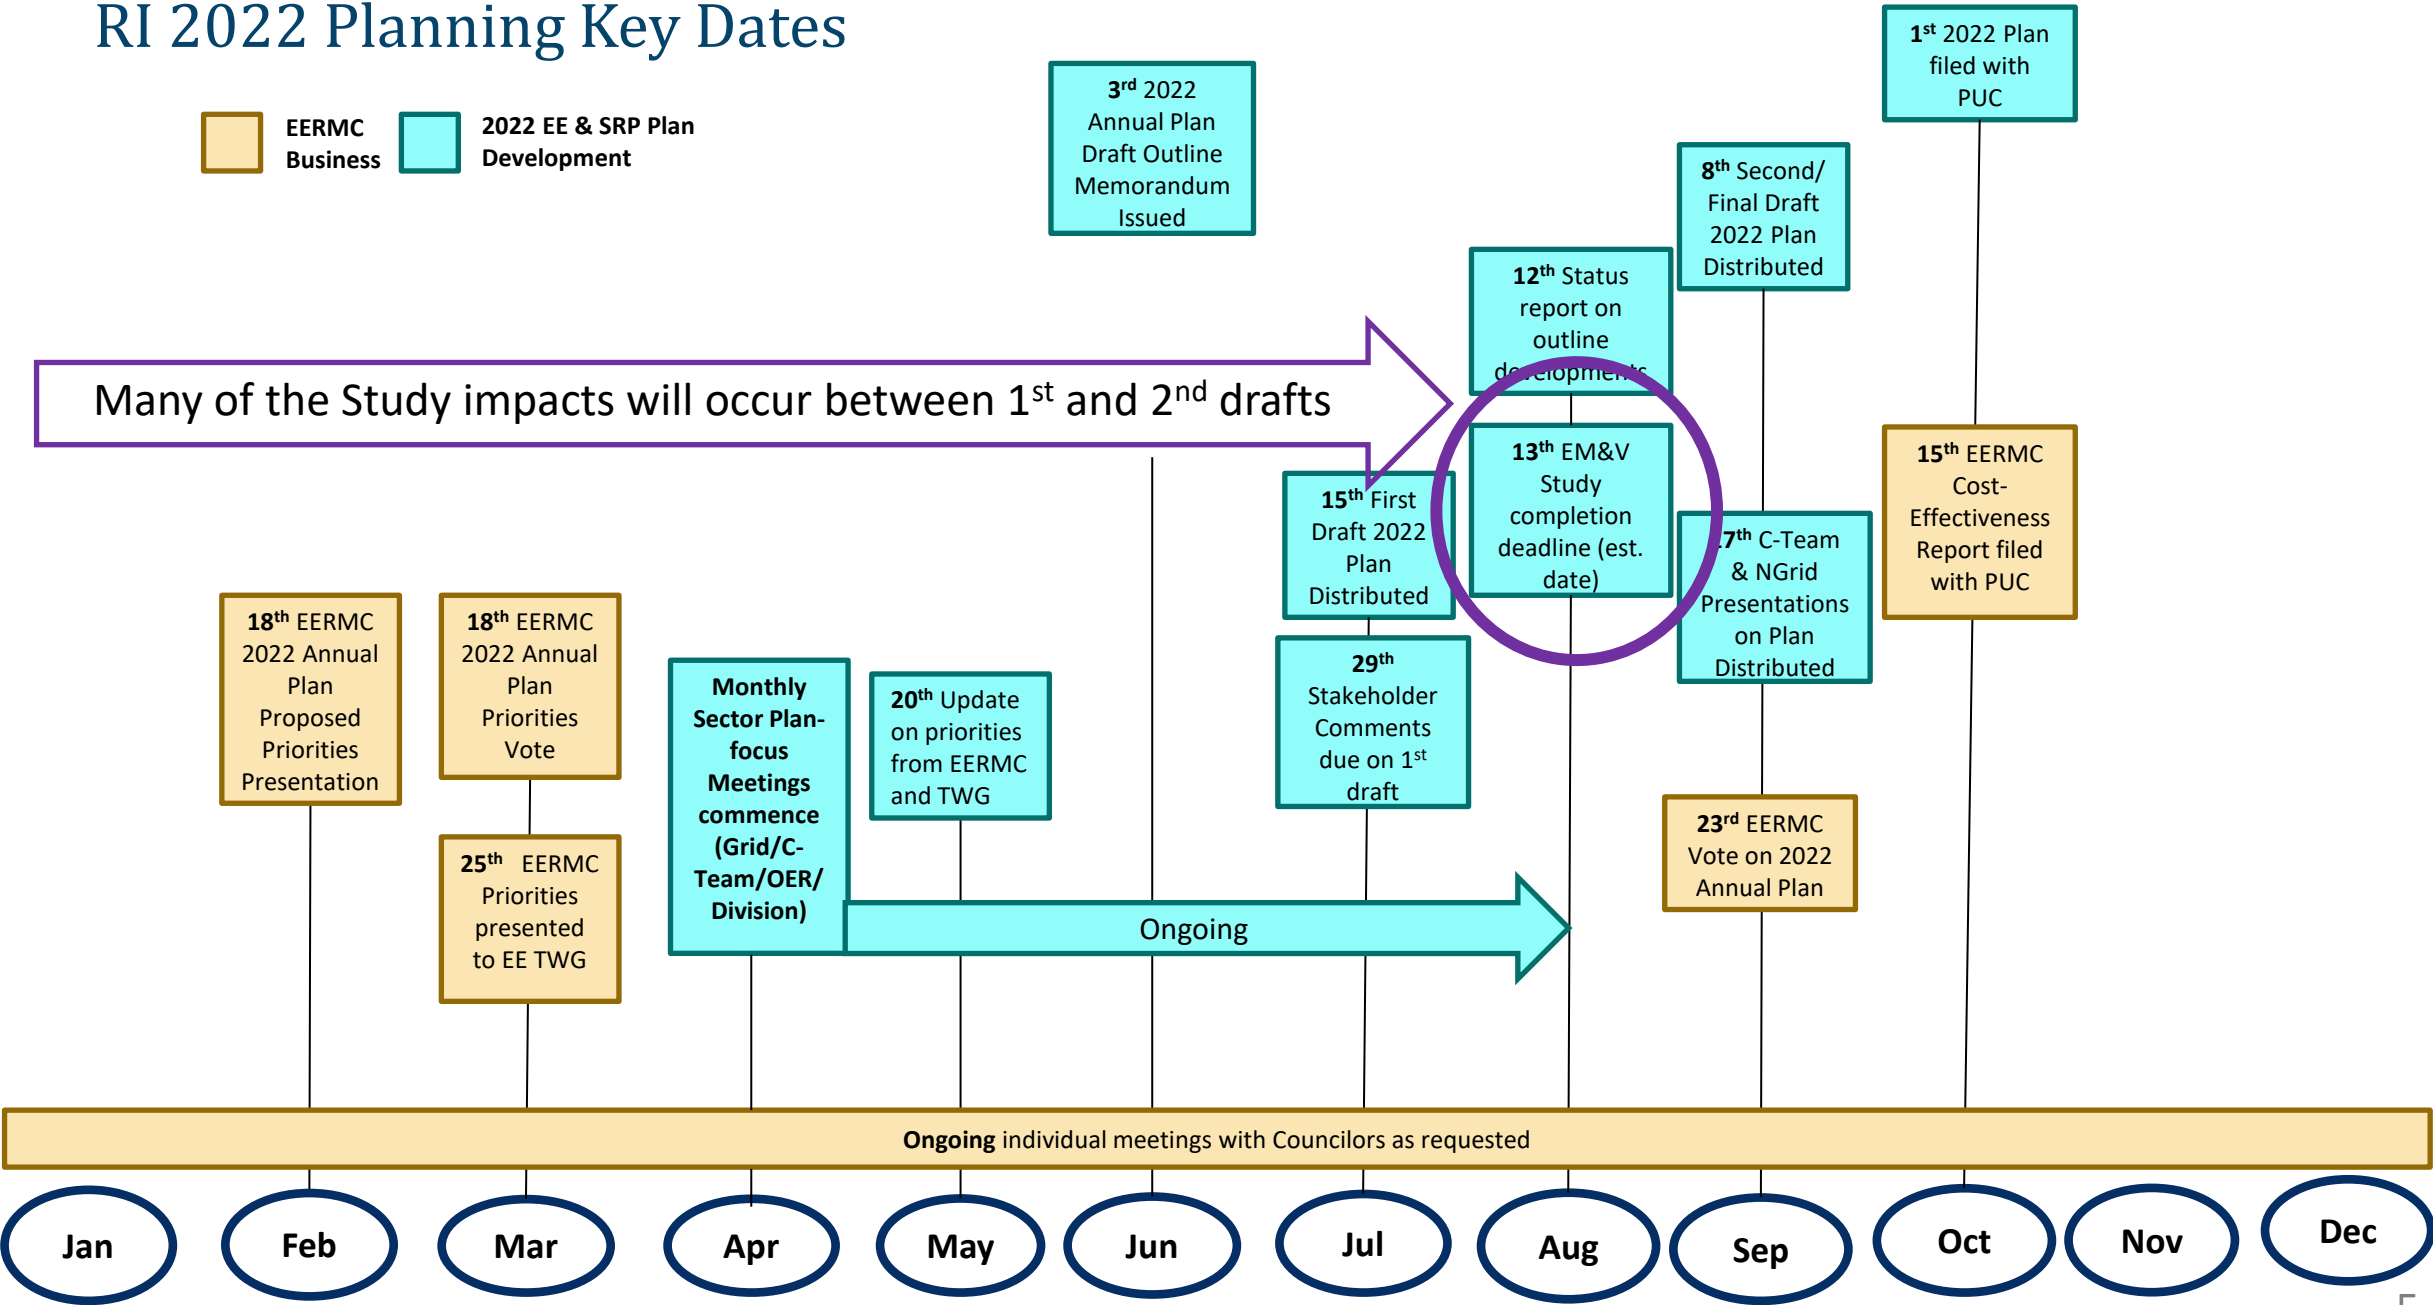 RI 2022 Planning Key Dates
EERMC
Business
2022 EE & SRP Plan
Development
3rd 2022
Annual Plan
Draft Outline
Memorandum
Issued
1st 2022 Plan
filed with
PUC
8th Second/
Final Draft
2022 Plan
Distributed
12th Status
report on
outline
developments
Many of the Study impacts will occur between 1st and 2nd drafts
13th EM&V
Study
completion
deadline (est.
date)
15th EERMC
Cost-
Effectiveness
Report filed
with PUC
15th First
Draft 2022
Plan
Distributed
17th C-Team
& NGrid
Presentations
on Plan
Distributed
18th EERMC
2022 Annual
Plan
Proposed
Priorities
Presentation
18th EERMC
2022 Annual
Plan
Priorities
Vote
Monthly
Sector Plan-
focus
Meetings
commence
(Grid/C-
Team/OER/
Division)
20th Update
on priorities
from EERMC
and TWG
29th
Stakeholder
Comments
due on 1st
draft
23rd EERMC
Vote on 2022
Annual Plan
25th EERMC
Priorities
presented
to EE TWG
Ongoing
Ongoing individual meetings with Councilors as requested
Jan
Feb
Mar
Apr
May
Jun
Jul
Aug
Sep
Oct
Nov
Dec